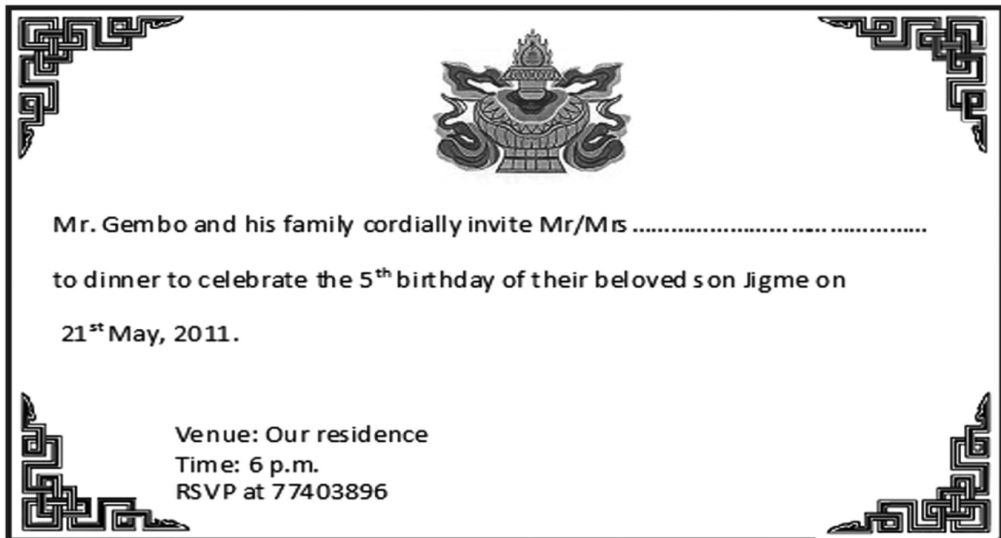 Mr. Gembo and his family cordially invite Mr/Mrs ................................................
to dinner to celebrate the 5th birthday of their beloved son Jigme on
21st May, 2011.
Venue: Our residence
Time: 6 p.m.
RSVP at 77403896